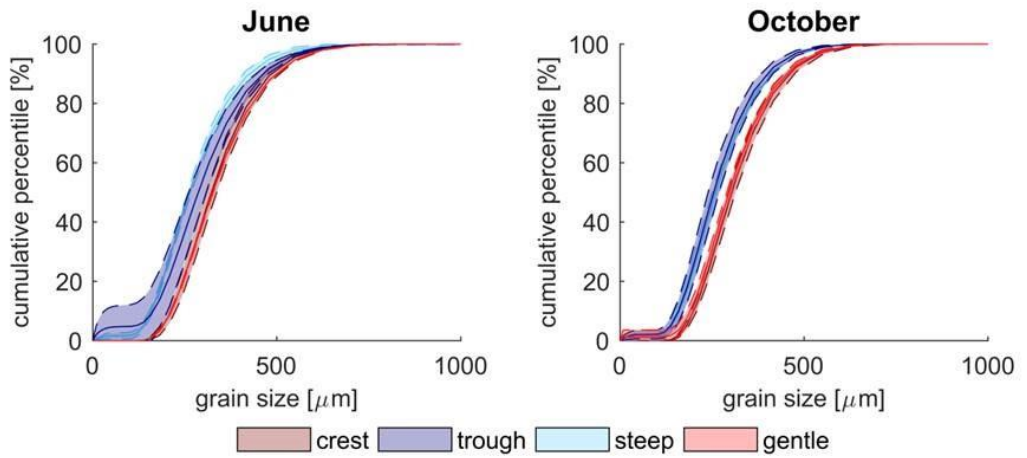 June
October
cumulative percentile [%]
100
80
60
40
20
0
0
500
1000
grain size [μm]
cumulative percentile [%]
100
80
60
40
20
0
0
500
1000
grain size [μm]
crest
trough
steep
gentle